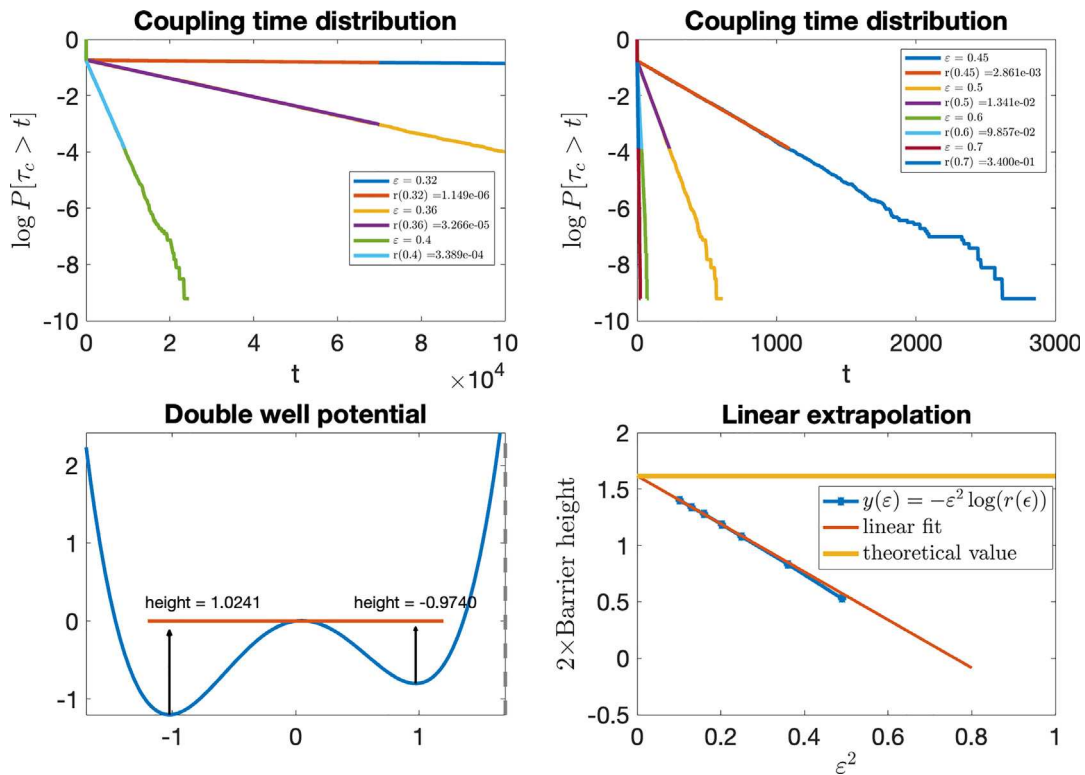 Coupling time distribution
0
-2
-4
-6
-8
-10
log P[τ_c > t]
ε = 0.32
r(0.32) =1.149e-06
ε = 0.36
r(0.36) =3.266e-05
ε = 0.4
r(0.4) =3.389e-04
0 2 4 6 8 10
t
×10^4
Coupling time distribution
0
-2
-4
-6
-8
-10
log P[τ_c > t]
ε = 0.45
r(0.45) =2.861e-03
ε = 0.5
r(0.5) =1.341e-02
ε = 0.6
r(0.6) =9.857e-02
ε = 0.7
r(0.7) =3.400e-01
0 1000 2000 3000
t
Double well potential
2
1
0
-1
height = 1.0241
height = -0.9740
-1 0 1
Linear extrapolation
2
1.5
1
0.5
0
-0.5
2×Barrier height
y(ε) = −ε² log(r(ϵ))
linear fit
theoretical value
0 0.2 0.4 0.6 0.8 1
ε²